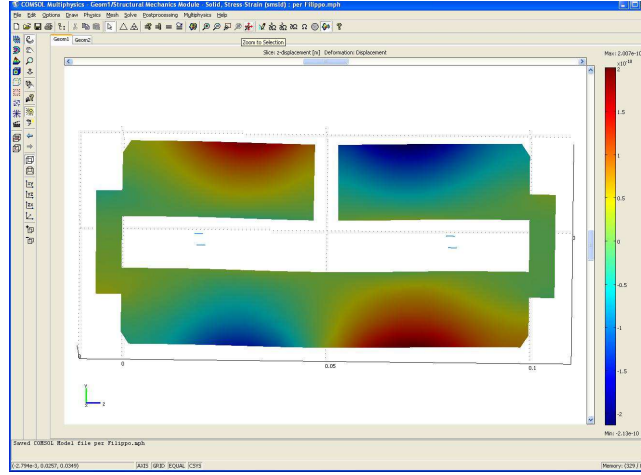 COMSOL Multiphysics - Geom1/Structural Mechanics Module - Solid, Stress-Strain (smsld) : per Filippo.mph
File Edit Options Draw Physics Mesh Solve Postprocessing Multiphysics Help
Zoom to Selection
Geom1 Geom2
Slice: z-displacement [m] Deformation: Displacement
Max: 2.007e-10
×10⁻¹⁰
2
1.5
1
0.5
0
-0.5
-1
-1.5
-2
Min: -2.13e-10
0 0.05 0.1
y
z
Saved COMSOL Model file per Filippo.mph
(-2.794e-3, 0.0257, 0.0349) AXIS GRID EQUAL CSYS Memory: (329 /